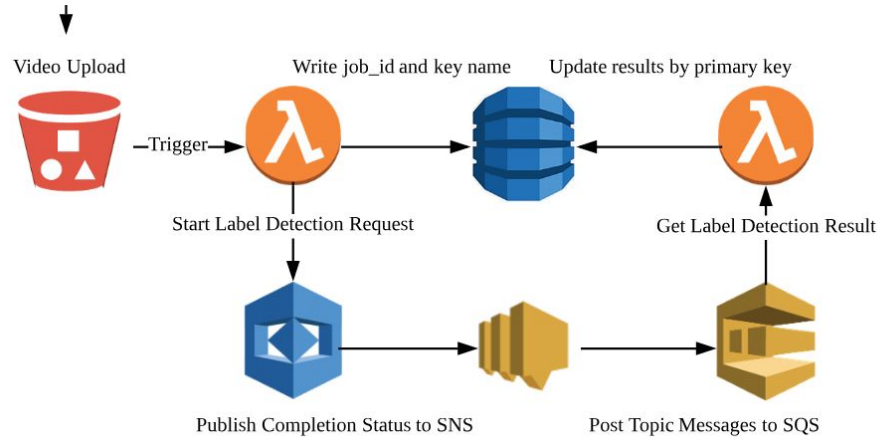 Video Upload
Write job_id and key name
Update results by primary key
Trigger
Start Label Detection Request
Get Label Detection Result
Publish Completion Status to SNS
Post Topic Messages to SQS